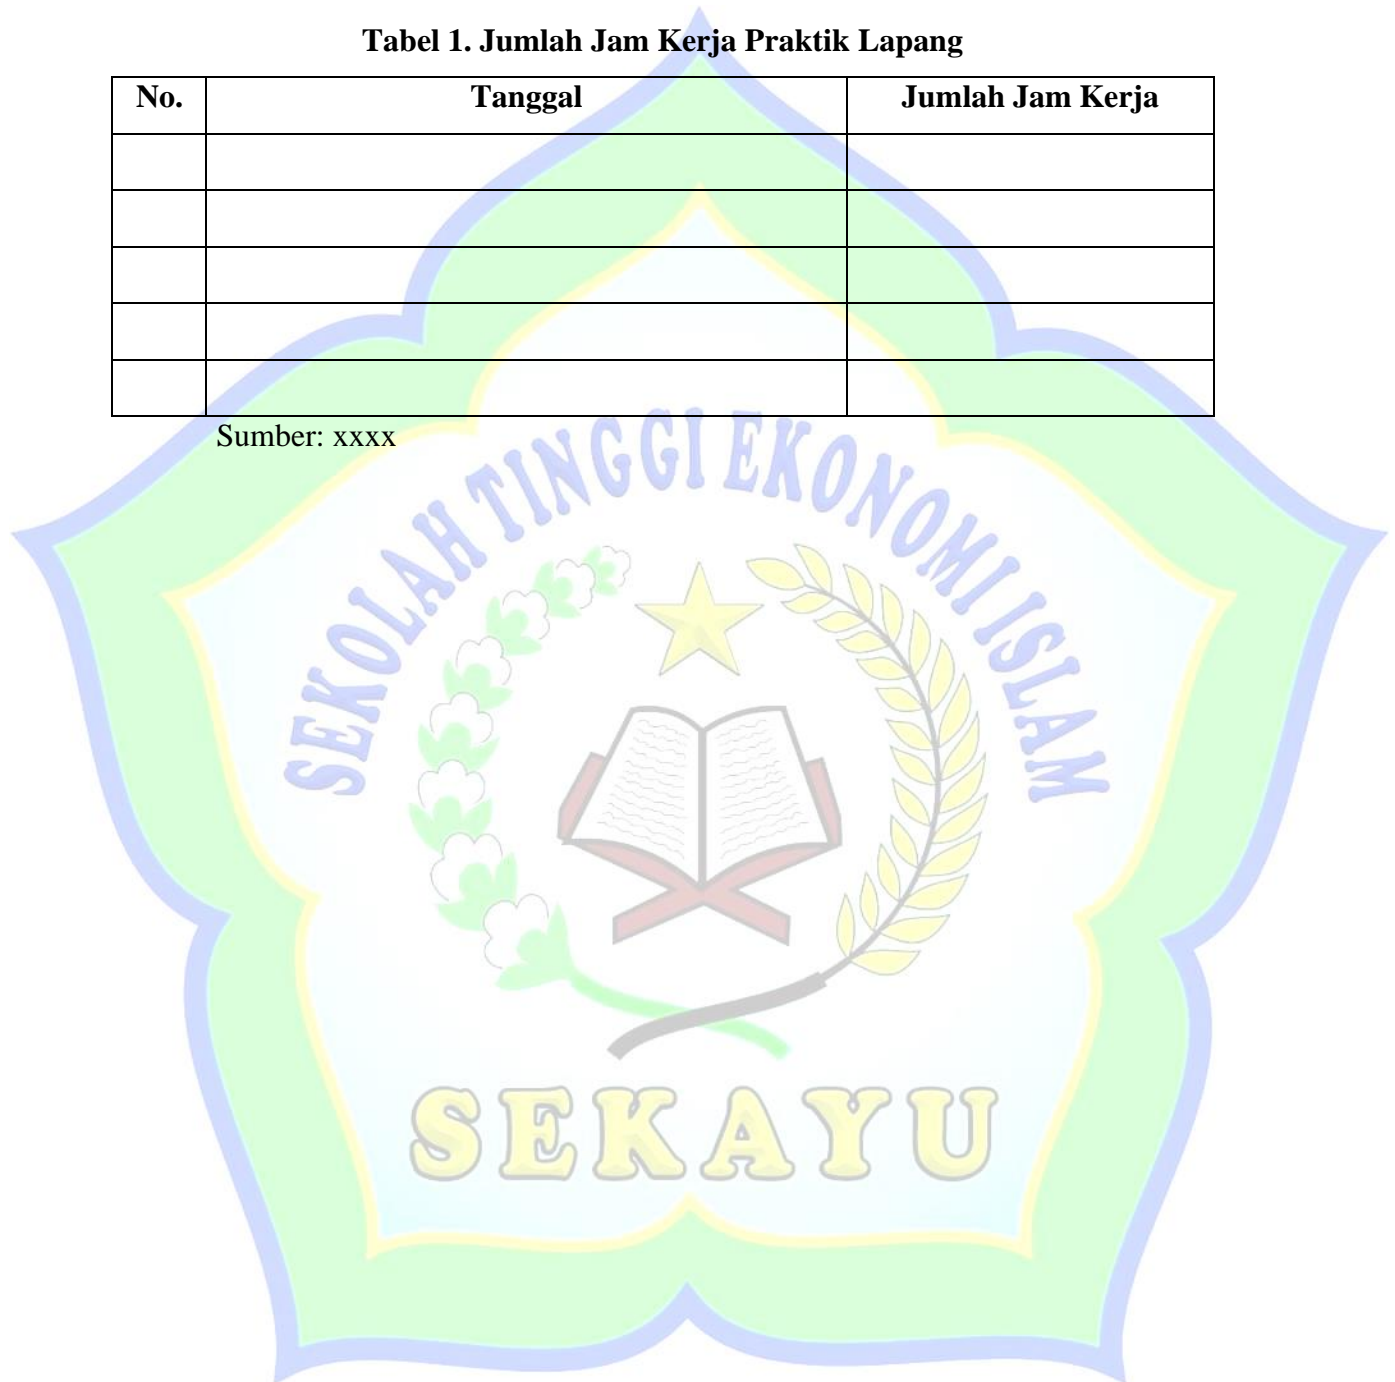 Tabel 1. Jumlah Jam Kerja Praktik Lapang
No. Tanggal Jumlah Jam Kerja
Sumber: xxxx
SEKOLAH TINGGI EKONOMI ISLAM
SEKAYU